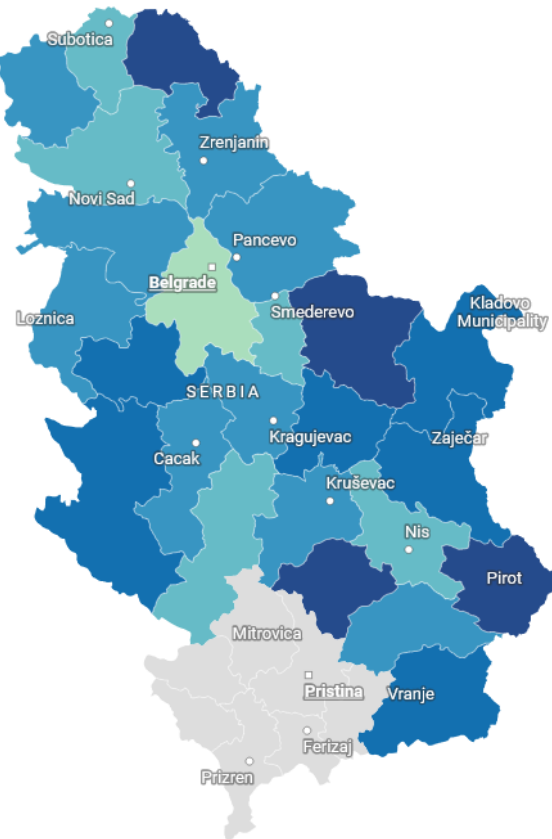 Subotica
Zrenjanin
Novi Sad
Pancevo
Belgrade
Loznica
Smederevo
Kladovo
Municipality
SERBIA
Kragujevac
Zaječar
Cacak
Kruševac
Nis
Pirot
Mitrovica
Pristina
Vranje
Ferizaj
Prizren